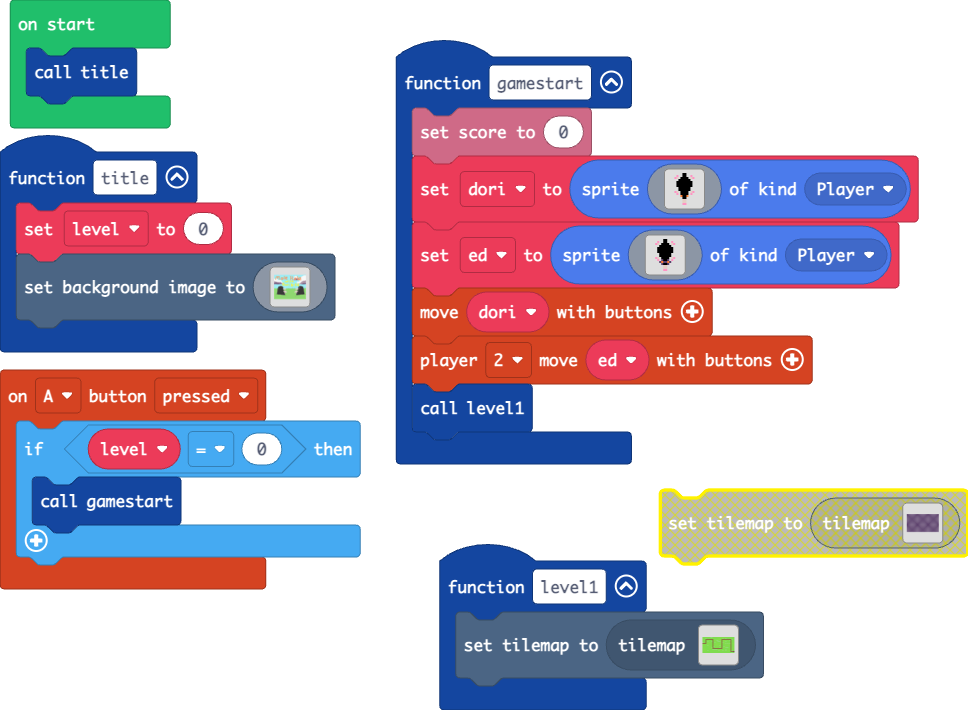 on start
call title
function title
set level to 0
set background image to
on A button pressed
if level = 0 then
call gamestart
function gamestart
set score to 0
set dori to sprite of kind Player
set ed to sprite of kind Player
move dori with buttons
player 2 move ed with buttons
call level1
set tilemap to tilemap
function level1
set tilemap to tilemap